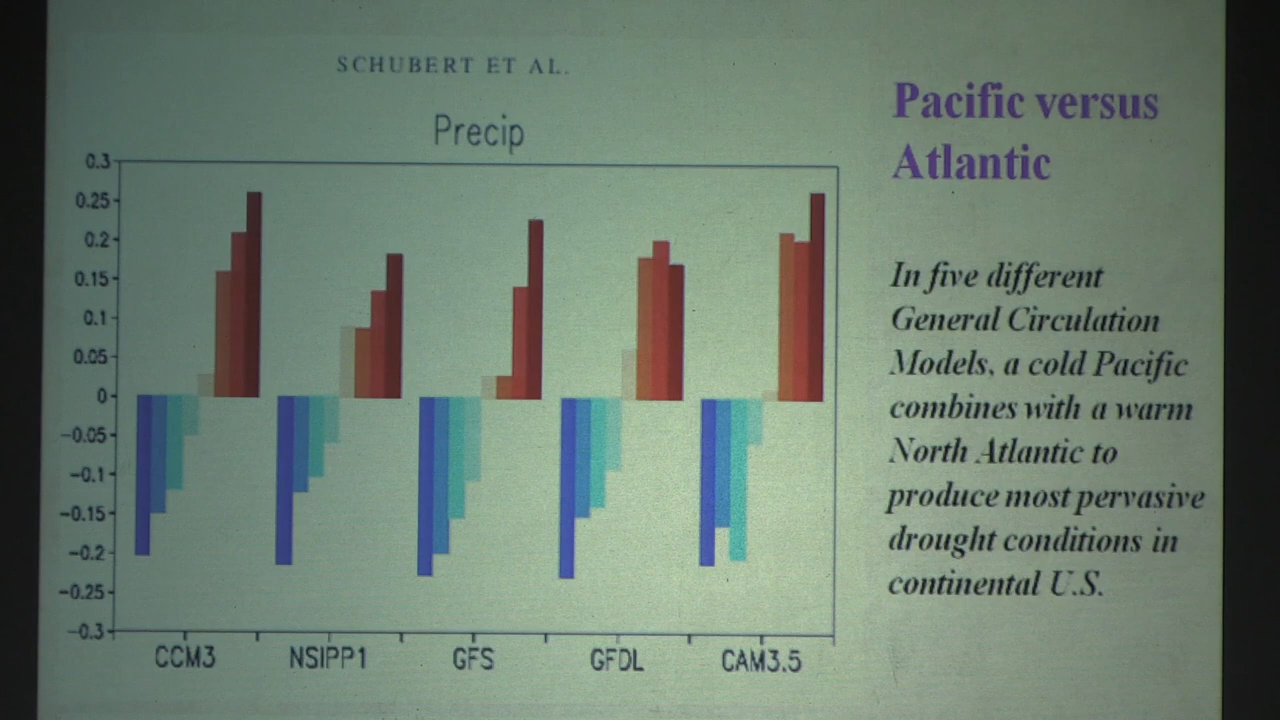 SCHUBERT ET AL.
Precip
0.3
0.25
0.2
0.15
0.1
0.05
0
−0.05
−0.1
−0.15
−0.2
−0.25
−0.3
CCM3
NSIPP1
GFS
GFDL
CAM3.5
Pacific versus
Atlantic
In five different
General Circulation
Models, a cold Pacific
combines with a warm
North Atlantic to
produce most pervasive
drought conditions in
continental U.S.